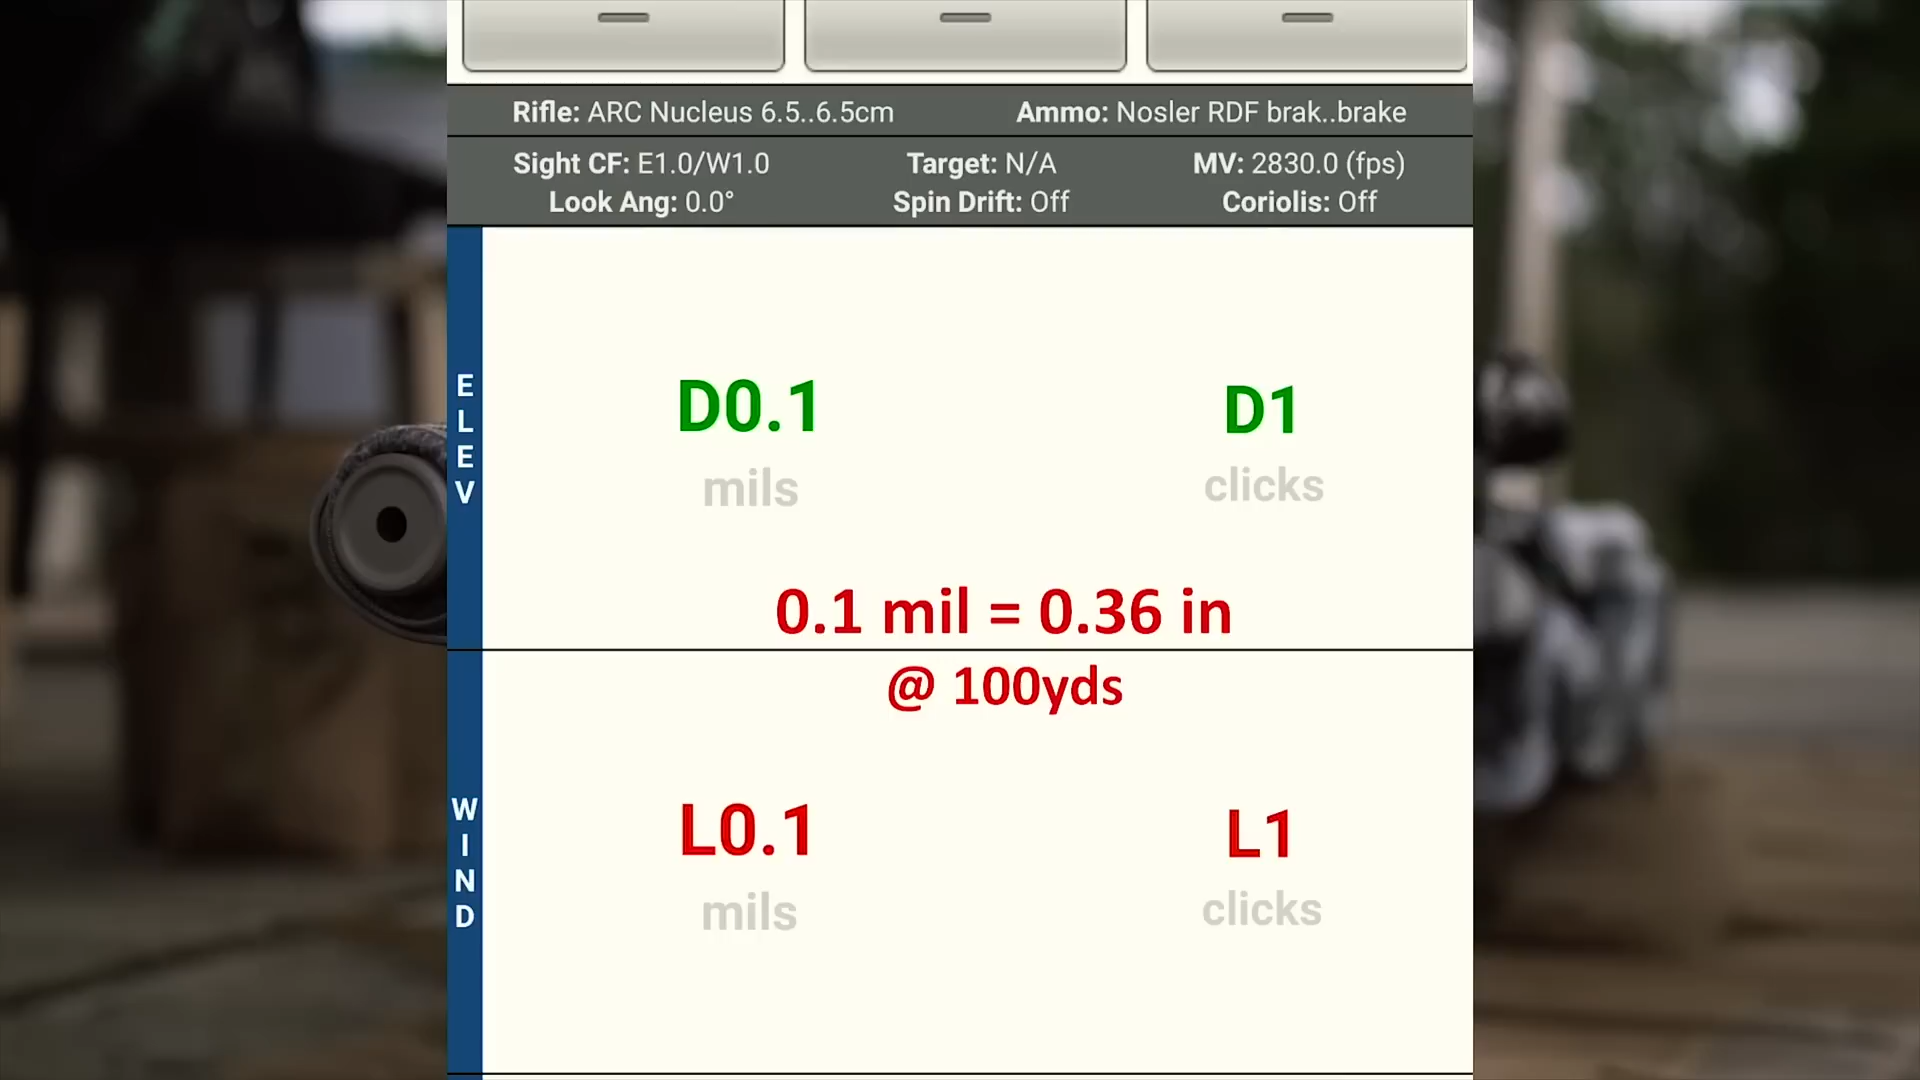 Rifle: ARC Nucleus 6.5..6.5cm Ammo: Nosler RDF brak..brake
Sight CF: E1.0/W1.0 Target: N/A MV: 2830.0 (fps)
Look Ang: 0.0° Spin Drift: Off Coriolis: Off
ELEV
D0.1 D1
mils clicks
0.1 mil = 0.36 in
@ 100yds
WIND
L0.1 L1
mils clicks